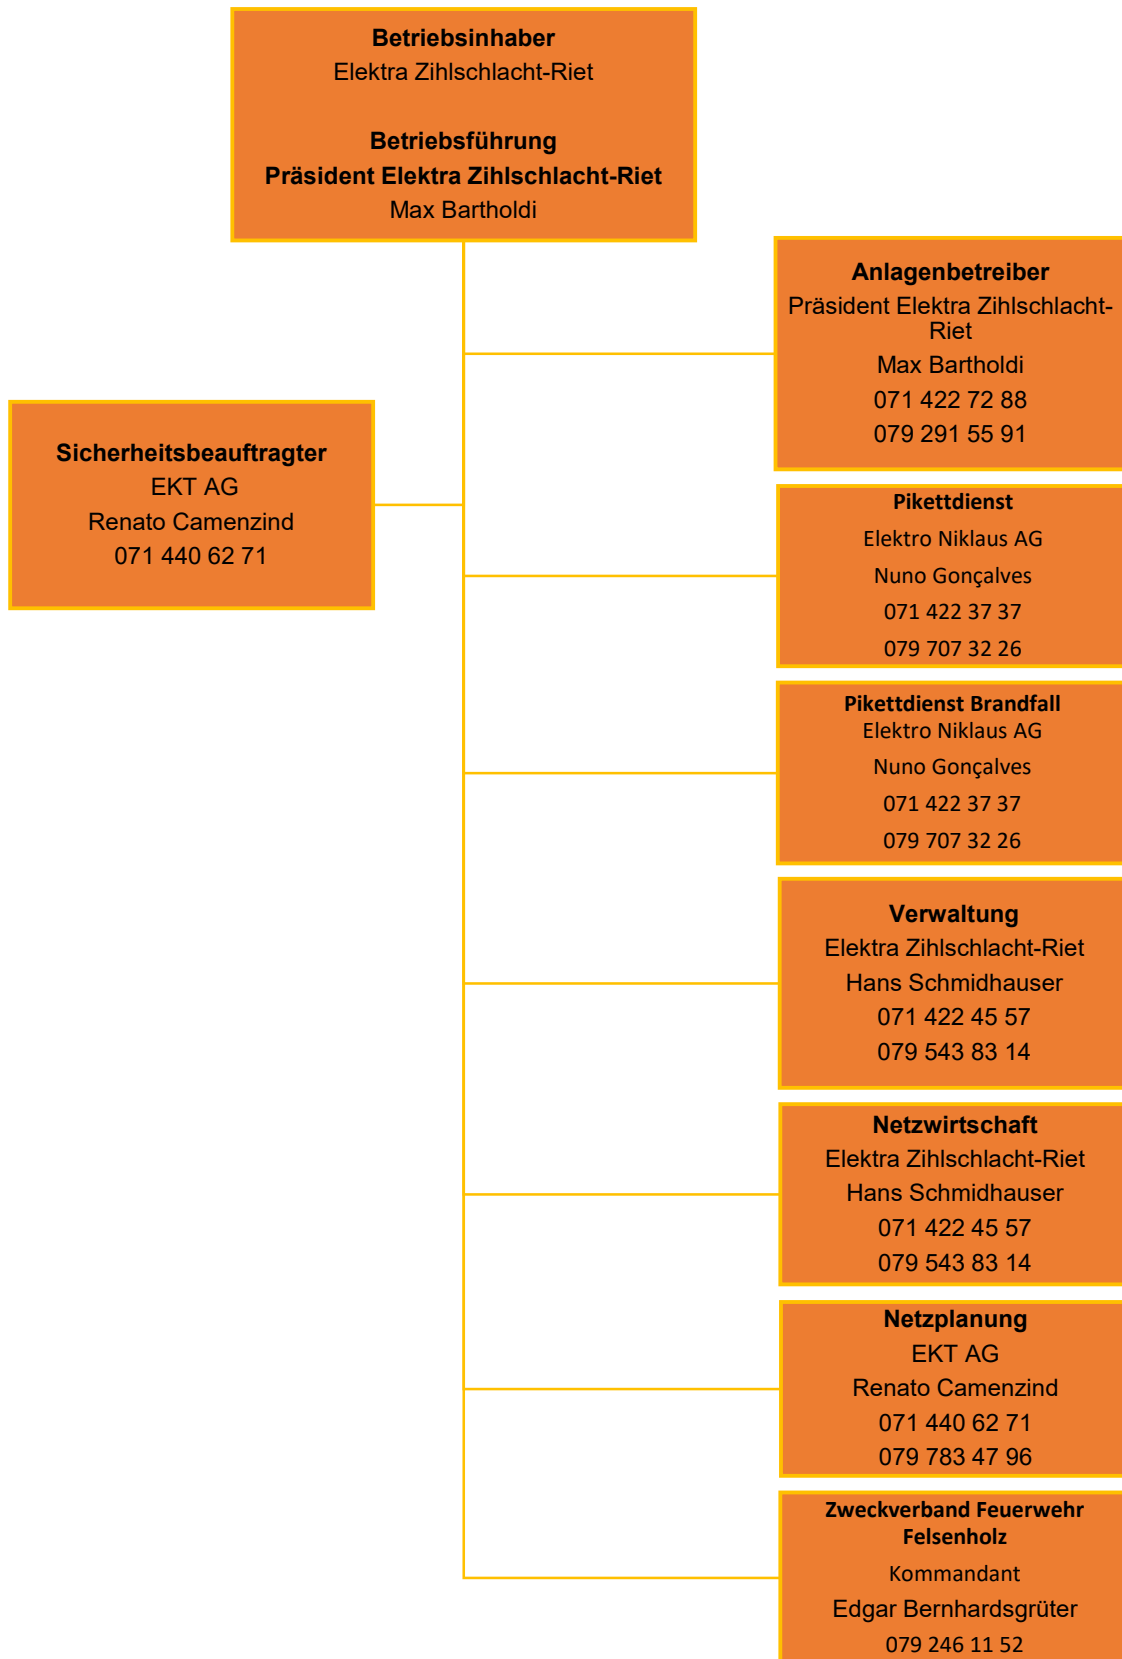 Betriebsinhaber
Elektra Zihlschlacht-Riet
Betriebsführung
Präsident Elektra Zihlschlacht-Riet
Max Bartholdi
Anlagenbetreiber
Präsident Elektra Zihlschlacht-
Riet
Max Bartholdi
071 422 72 88
079 291 55 91
Sicherheitsbeauftragter
EKT AG
Renato Camenzind
071 440 62 71
Pikettdienst
Elektro Niklaus AG
Nuno Gonçalves
071 422 37 37
079 707 32 26
Pikettdienst Brandfall
Elektro Niklaus AG
Nuno Gonçalves
071 422 37 37
079 707 32 26
Verwaltung
Elektra Zihlschlacht-Riet
Hans Schmidhauser
071 422 45 57
079 543 83 14
Netzwirtschaft
Elektra Zihlschlacht-Riet
Hans Schmidhauser
071 422 45 57
079 543 83 14
Netzplanung
EKT AG
Renato Camenzind
071 440 62 71
079 783 47 96
Zweckverband Feuerwehr
Felsenholz
Kommandant
Edgar Bernhardsgrüter
079 246 11 52